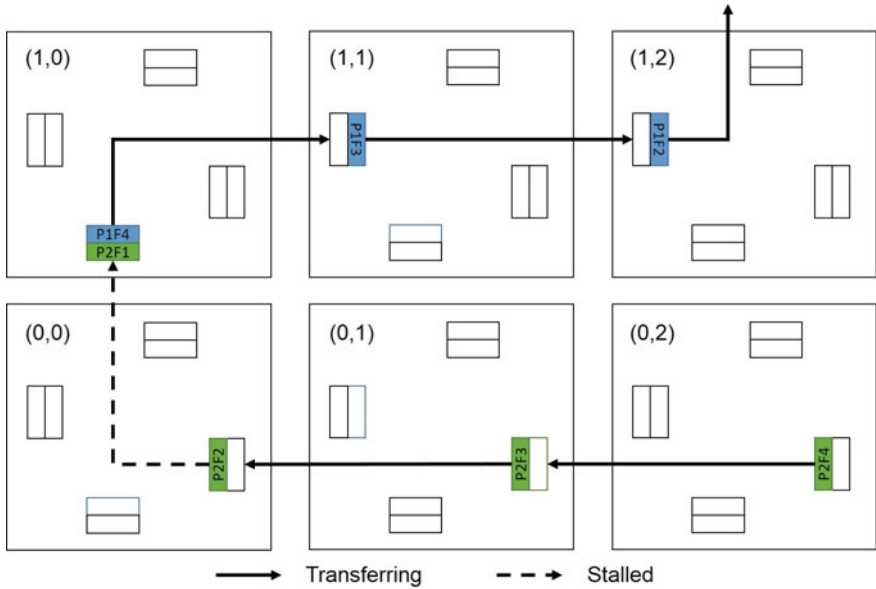 (1,0)
(1,1)
(1,2)
P1F3
P1F2
P1F4
P2F1
(0,0)
(0,1)
(0,2)
P2F2
P2F3
P2F4
Transferring
Stalled